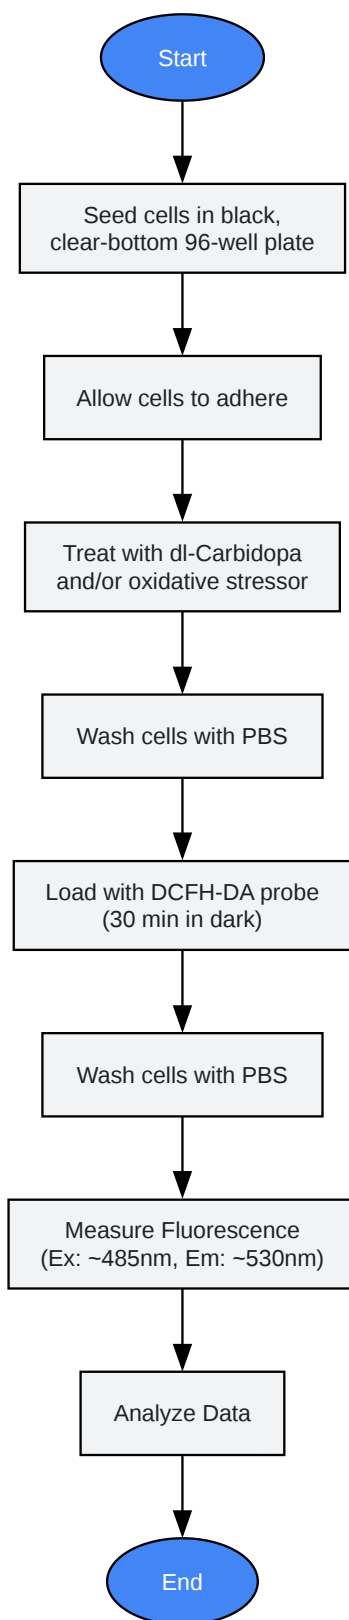 Start
Seed cells in black,
clear-bottom 96-well plate
Allow cells to adhere
Treat with dl-Carbidopa
and/or oxidative stressor
Wash cells with PBS
Load with DCFH-DA probe
(30 min in dark)
Wash cells with PBS
Measure Fluorescence
(Ex: ~485nm, Em: ~530nm)
Analyze Data
End